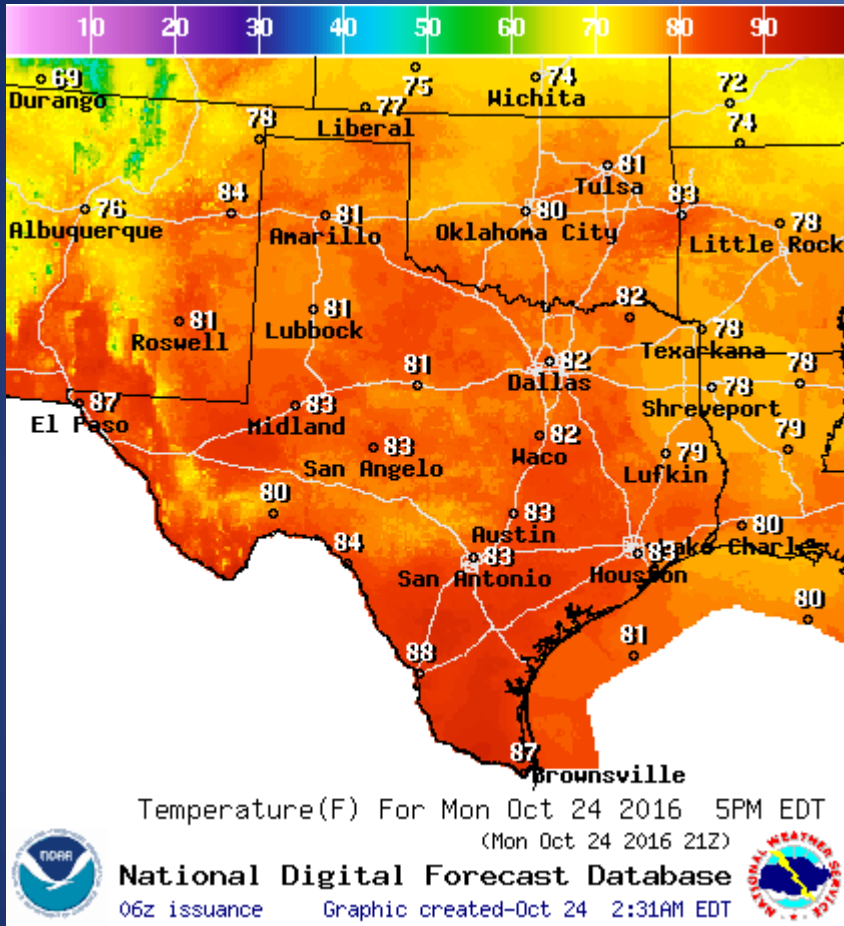 10 20 30 40 50 60 70 80 90
69
Durango
75
74
Wichita
72
77
Liberal
78
74
81
Tulsa
76
Albuquerque
84
81
Amarillo
80
Oklahoma City
83
78
Little Rock
81
Roswell
81
Lubbock
82
78
Texarkana
82
Dallas
81
78
Shreveport
78
87
El Paso
83
Midland
83
San Angelo
82
Waco
79
Lufkin
79
80
83
Austin
80
Lake Charles
84
83
San Antonio
83
Houston
80
81
88
87
Brownsville
Temperature(F) For Mon Oct 24 2016 5PM EDT
(Mon Oct 24 2016 21Z)
National Digital Forecast Database
06z issuance Graphic created-Oct 24 2:31AM EDT
NOAA
NATIONAL WEATHER SERVICE